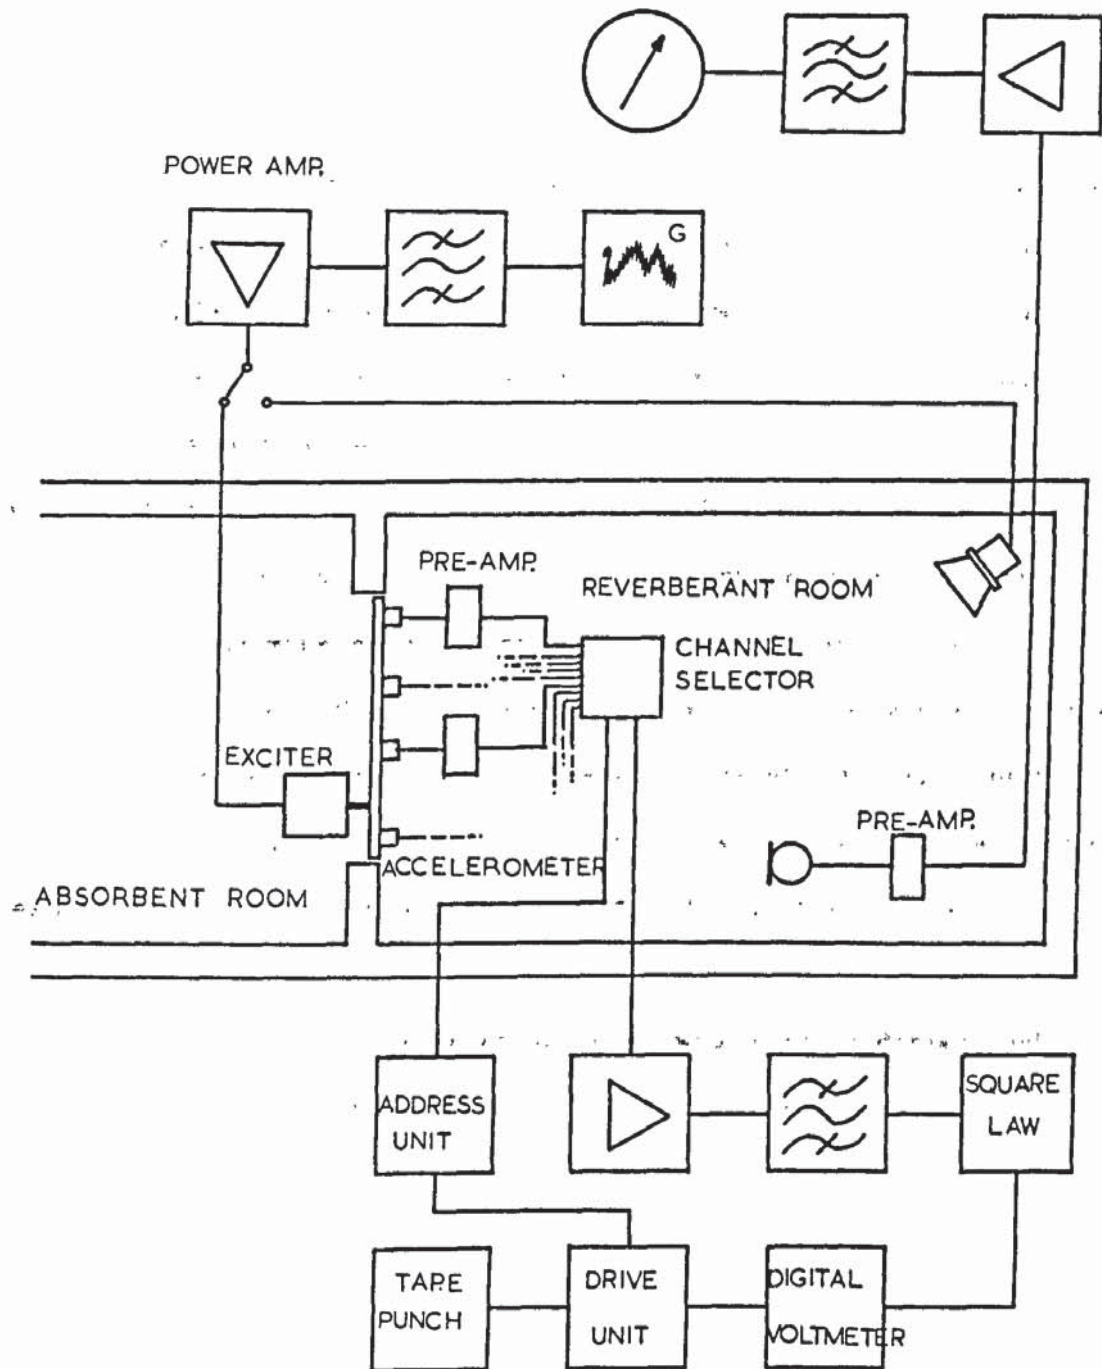 POWER AMP.
G
PRE-AMP.
REVERBERANT ROOM
CHANNEL
SELECTOR
EXCITER
PRE-AMP.
ACCELEROMETER
ABSORBENT ROOM
ADDRESS
UNIT
SQUARE
LAW
TAPE
PUNCH
DRIVE
UNIT
DIGITAL
VOLTMETER